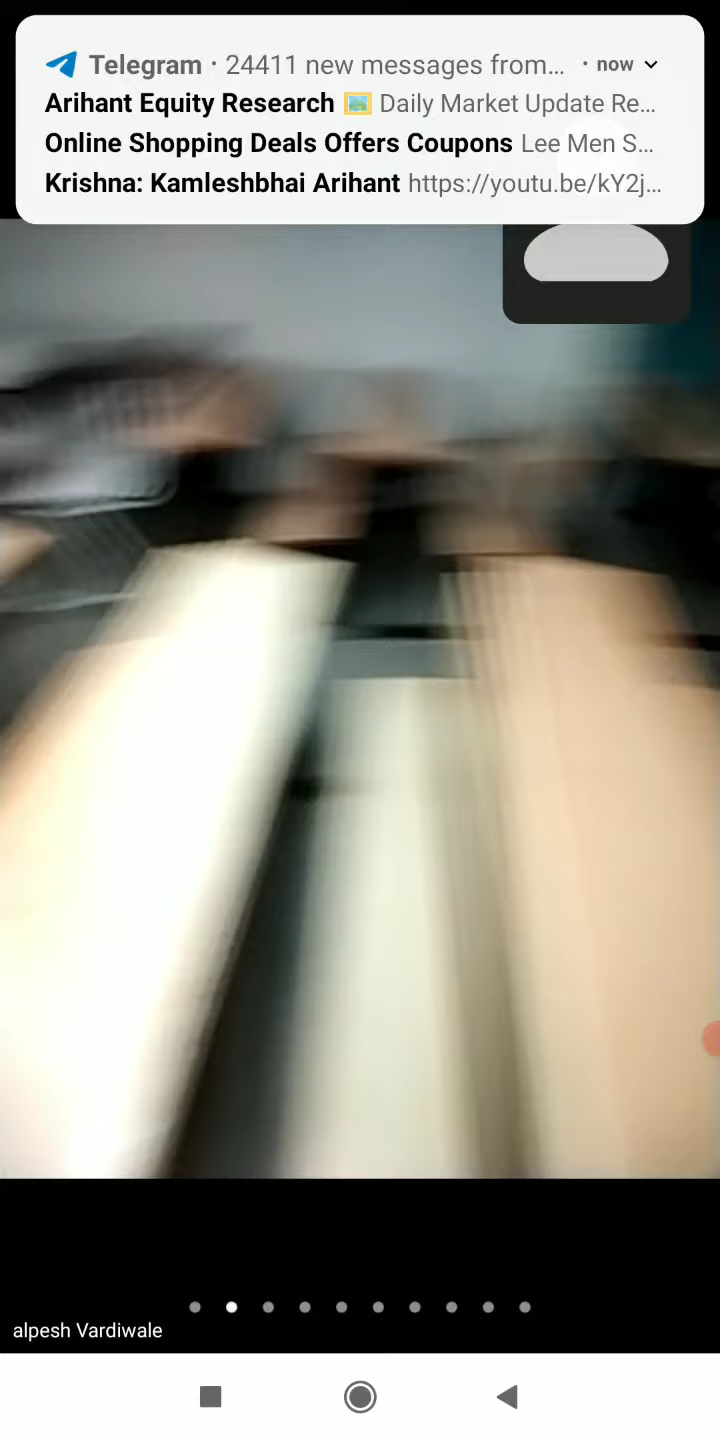 Telegram · 24411 new messages from... · now
Arihant Equity Research 🖼️ Daily Market Update Re...
Online Shopping Deals Offers Coupons Lee Men S...
Krishna: Kamleshbhai Arihant https://youtu.be/kY2j...
alpesh Vardiwale